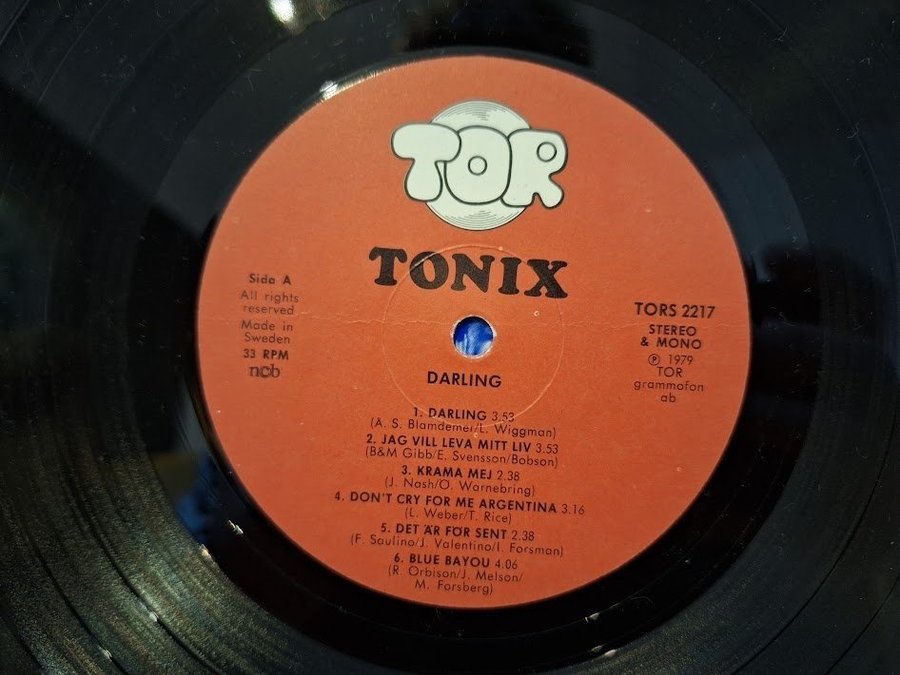 TOR
TONIX
Side A
All rights
reserved
Made in
Sweden
33 RPM
ncb
TORS 2217
STEREO
& MONO
Ⓟ 1979
TOR
grammofon
ab
DARLING
1. DARLING 3.53
(A. S. Blamdemer/L. Wiggman)
2. JAG VILL LEVA MITT LIV 3.53
(B&M Gibb/E. Svensson/Bobson)
3. KRAMA MEJ 2.38
(J. Nash/O. Warnebring)
4. DON'T CRY FOR ME ARGENTINA 3.16
(L. Weber/T. Rice)
5. DET ÄR FÖR SENT 2.38
(F. Saulino/J. Valentino/I. Forsman)
6. BLUE BAYOU 4.06
(R. Orbison/J. Melson/
M. Forsberg)